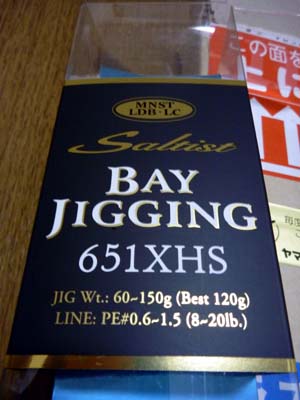 MNST
LDB·LC
Saltist
BAY
JIGGING
651XHS
JIG Wt.: 60~150g (Best 120g)
LINE: PE#0.6~1.5 (8~20lb.)
この面を